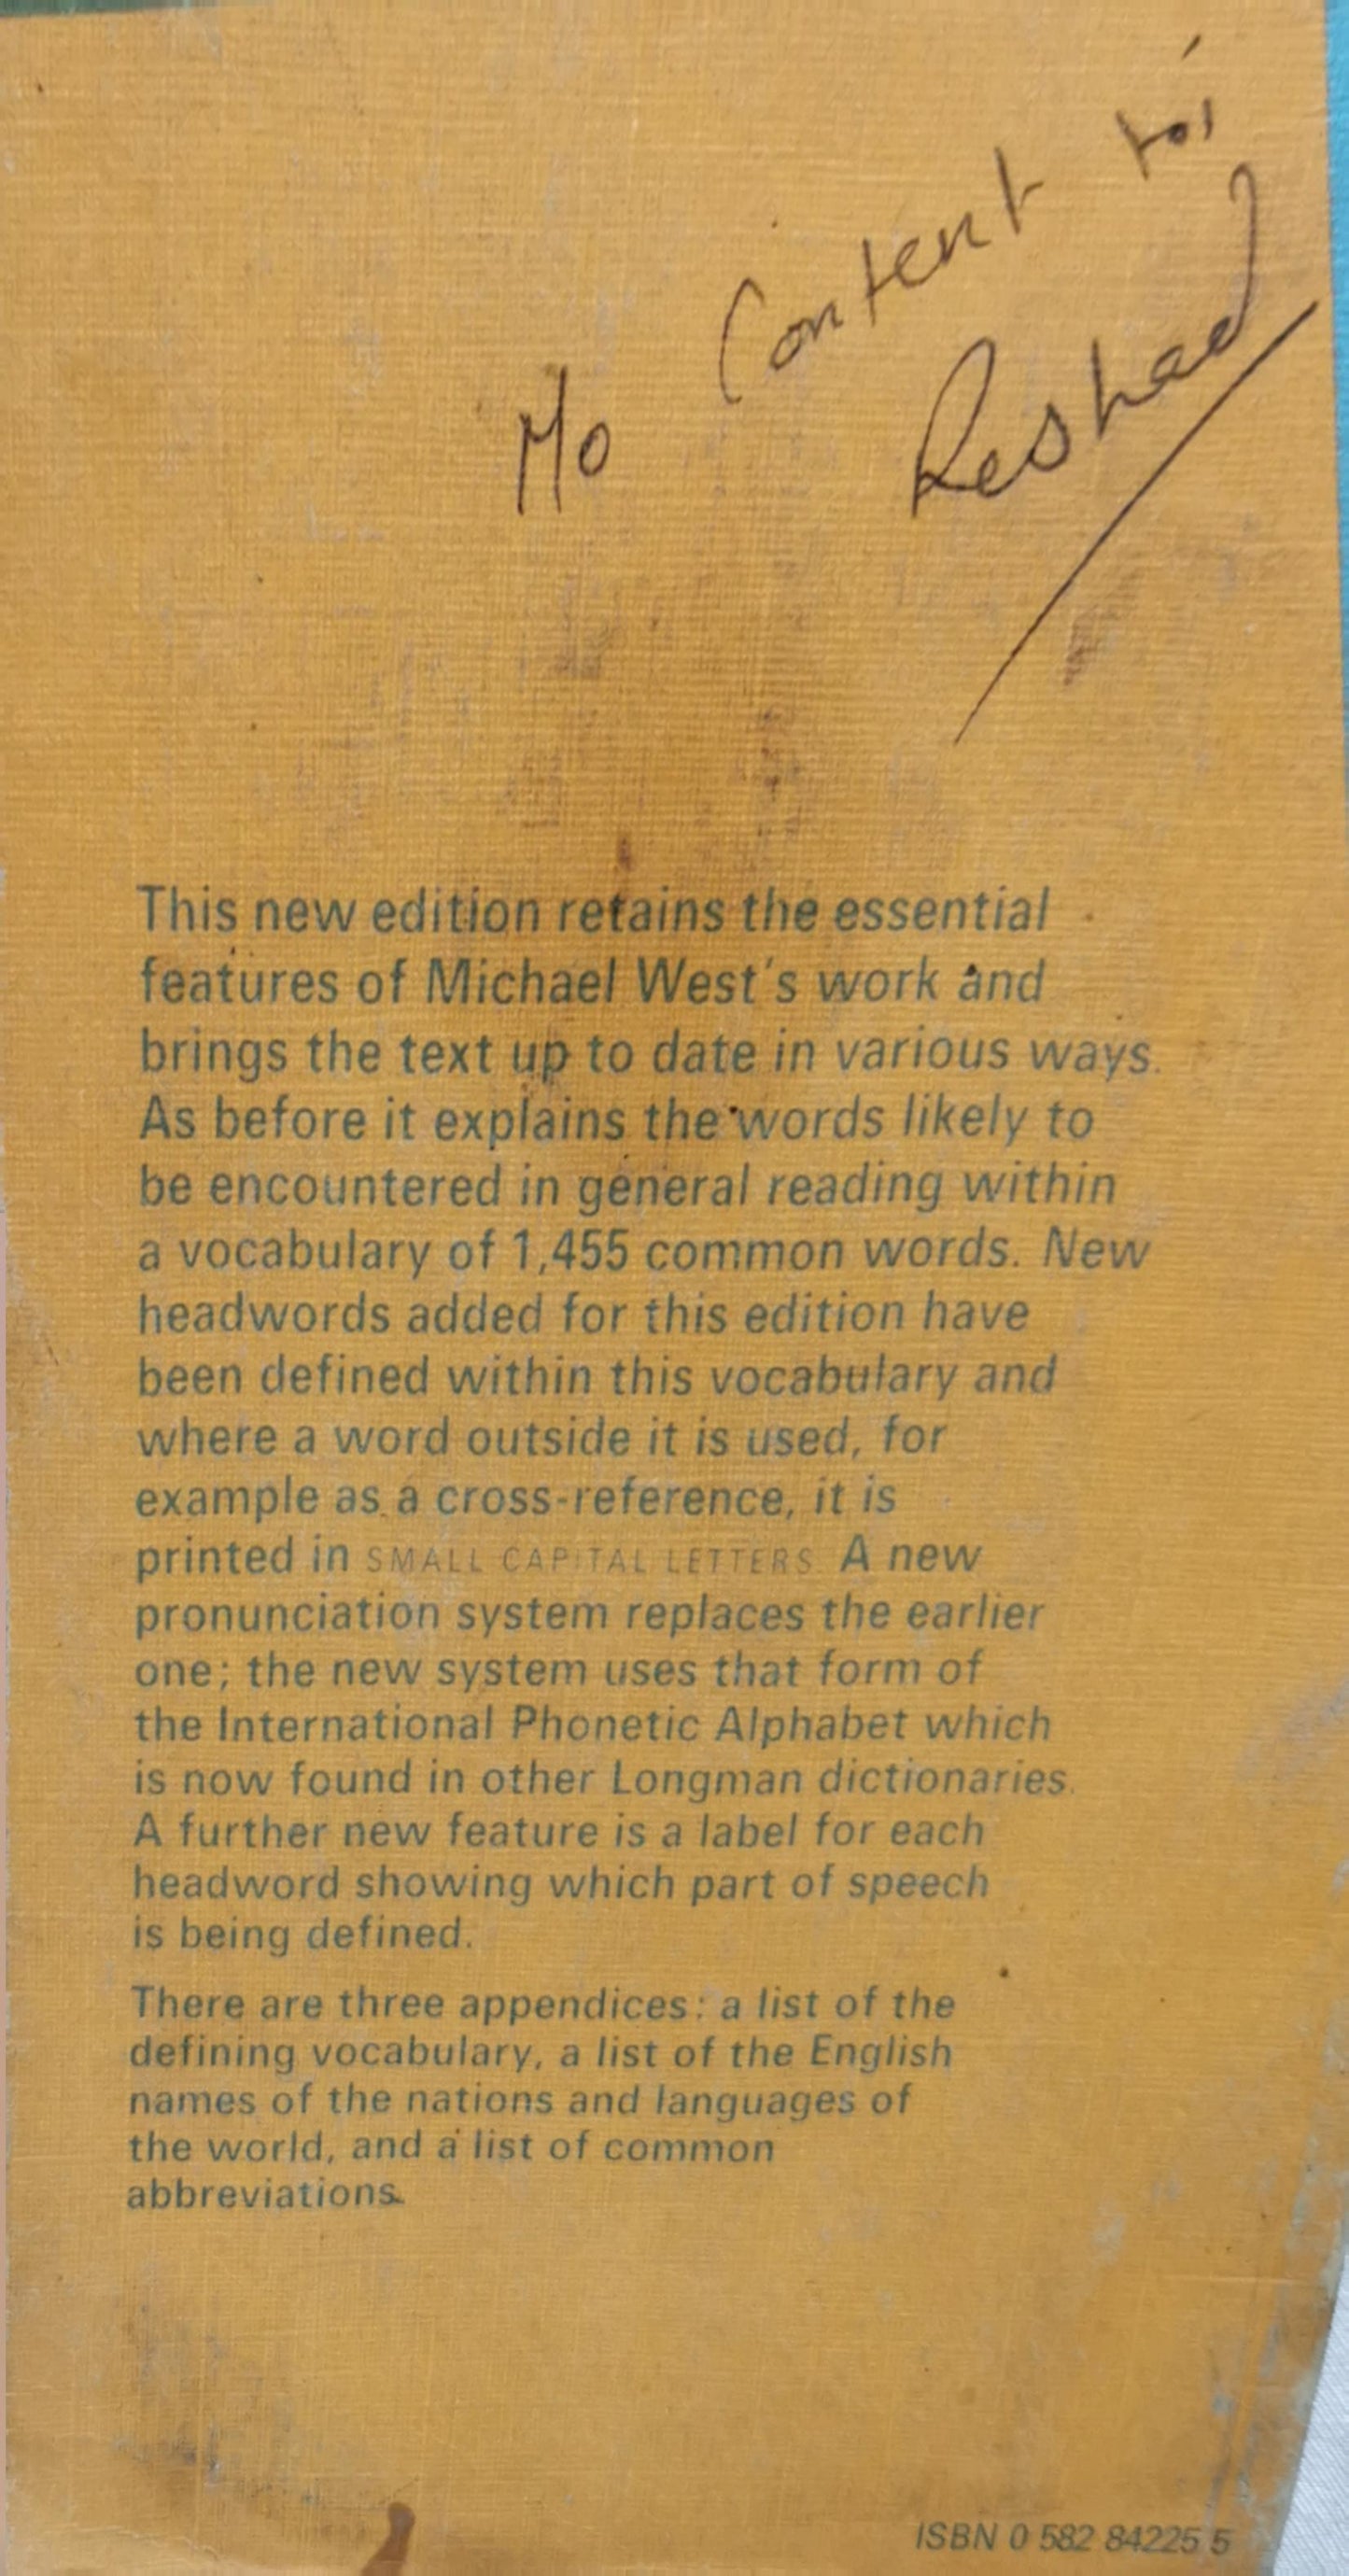 Mo Content toi
Reshad
This new edition retains the essential
features of Michael West's work and
brings the text up to date in various ways.
As before it explains the words likely to
be encountered in general reading within
a vocabulary of 1,455 common words. New
headwords added for this edition have
been defined within this vocabulary and
where a word outside it is used, for
example as a cross-reference, it is
printed in SMALL CAPITAL LETTERS A new
pronunciation system replaces the earlier
one; the new system uses that form of
the International Phonetic Alphabet which
is now found in other Longman dictionaries.
A further new feature is a label for each
headword showing which part of speech
is being defined.
There are three appendices: a list of the
defining vocabulary, a list of the English
names of the nations and languages of
the world, and a list of common
abbreviations.
ISBN 0 582 84225 5